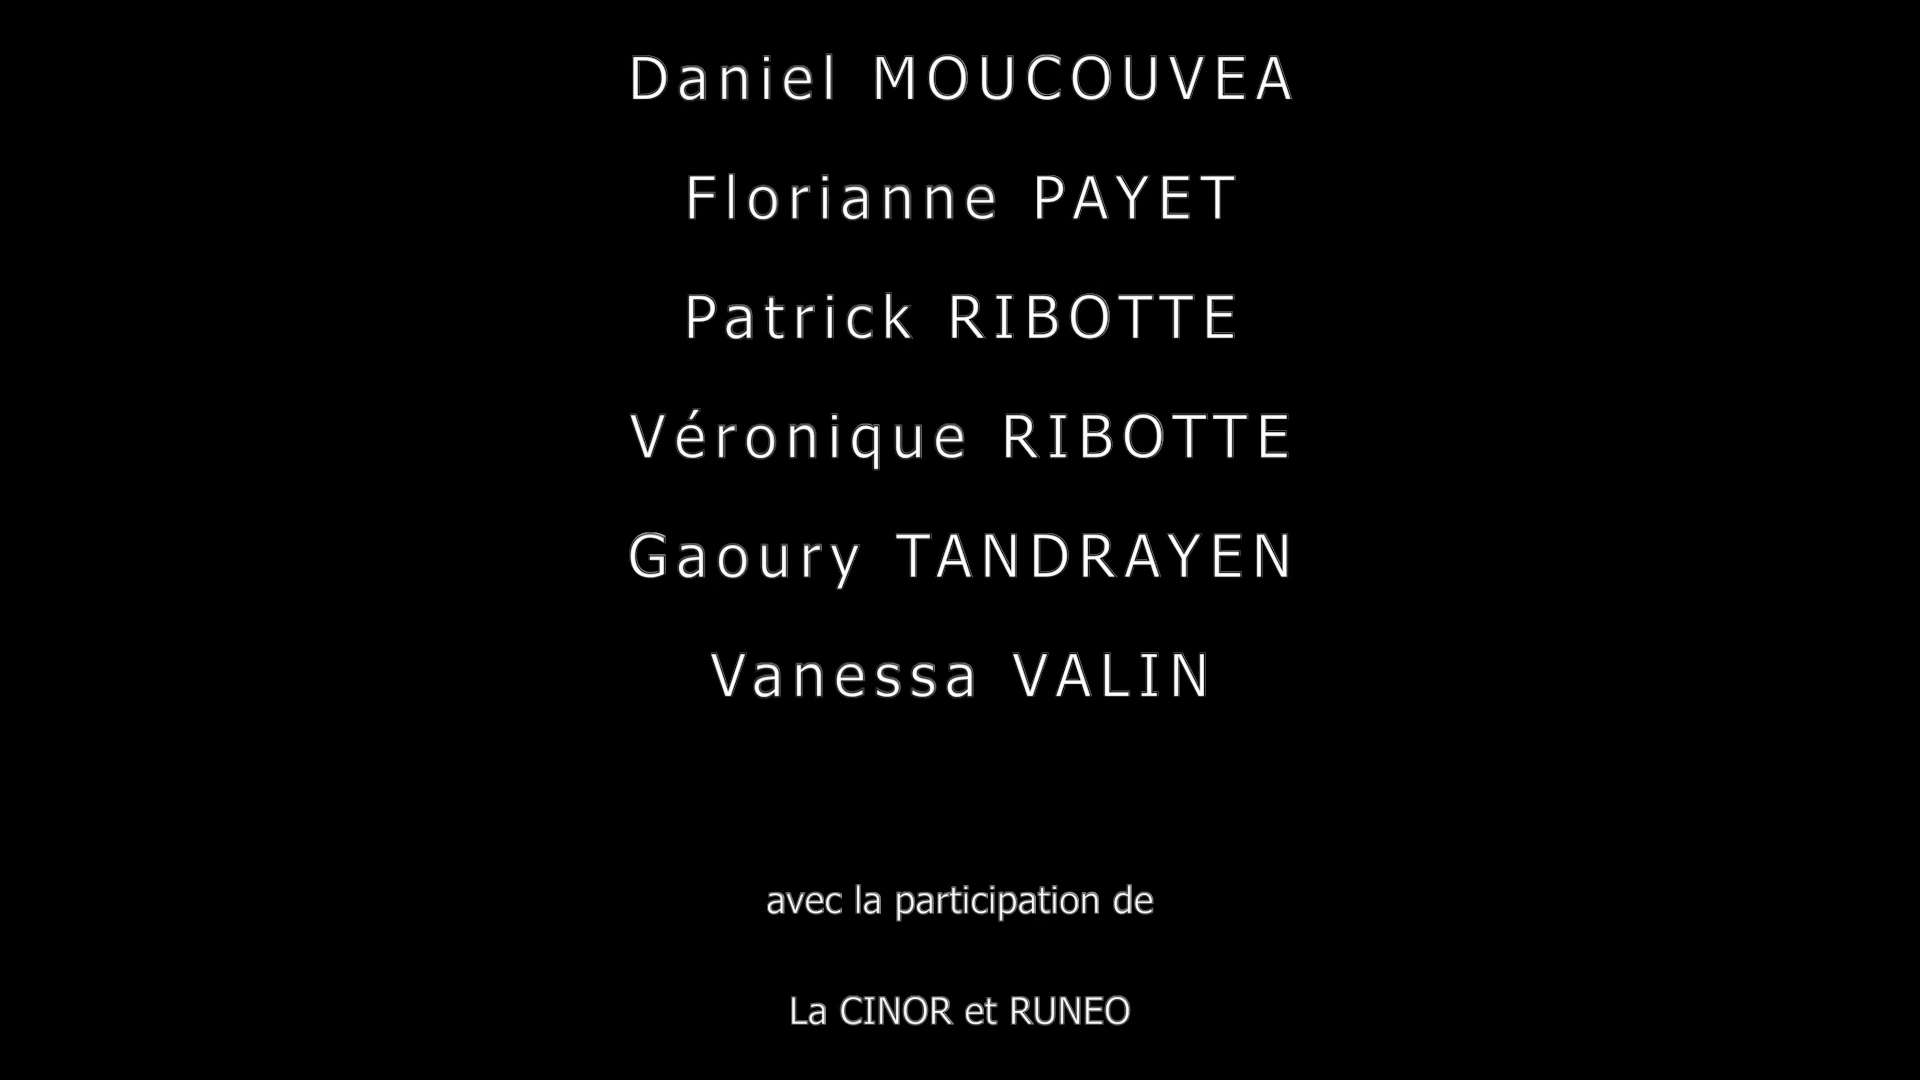 Daniel MOUCOUVEA
Florianne PAYET
Patrick RIBOTTE
Véronique RIBOTTE
Gaoury TANDRAYEN
Vanessa VALIN
avec la participation de
La CINOR et RUNEO